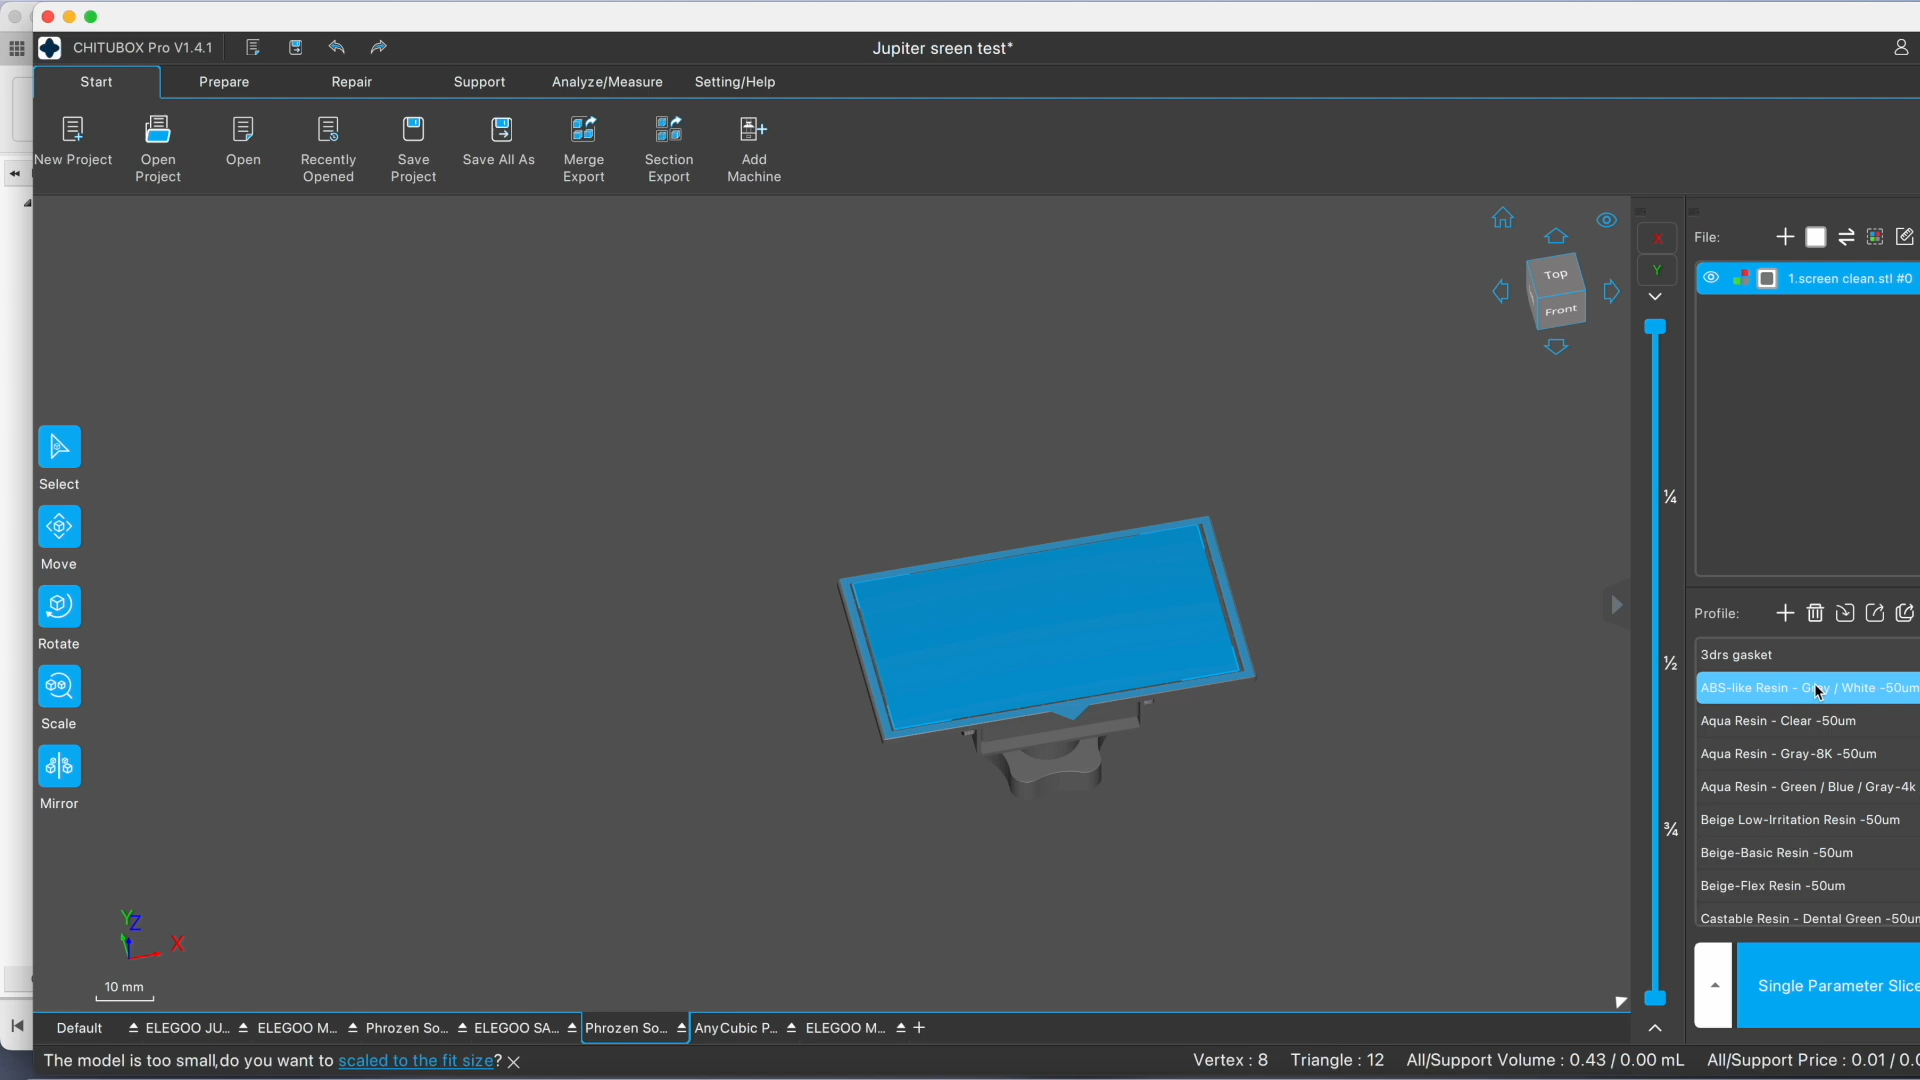 CHITUBOX Pro V1.4.1
Jupiter sreen test*
Start
Prepare
Repair
Support
Analyze/Measure
Setting/Help
New Project
Open
Project
Open
Recently
Opened
Save
Project
Save All As
Merge
Export
Section
Export
Add
Machine
Top
Front
X
Y
File:
1.screen clean.stl #0
¼
½
¾
Select
Move
Rotate
Scale
Mirror
Profile:
3drs gasket
ABS-like Resin - Gray / White -50um
Aqua Resin - Clear -50um
Aqua Resin - Gray-8K -50um
Aqua Resin - Green / Blue / Gray-4k
Beige Low-Irritation Resin -50um
Beige-Basic Resin -50um
Beige-Flex Resin -50um
Castable Resin - Dental Green -50um
Single Parameter Slice
Y
Z
X
10 mm
Default
ELEGOO JU...
ELEGOO M...
Phrozen So...
ELEGOO SA...
Phrozen So...
AnyCubic P...
ELEGOO M...
The model is too small,do you want to scaled to the fit size?
Vertex : 8
Triangle : 12
All/Support Volume : 0.43 / 0.00 mL
All/Support Price : 0.01 / 0.0